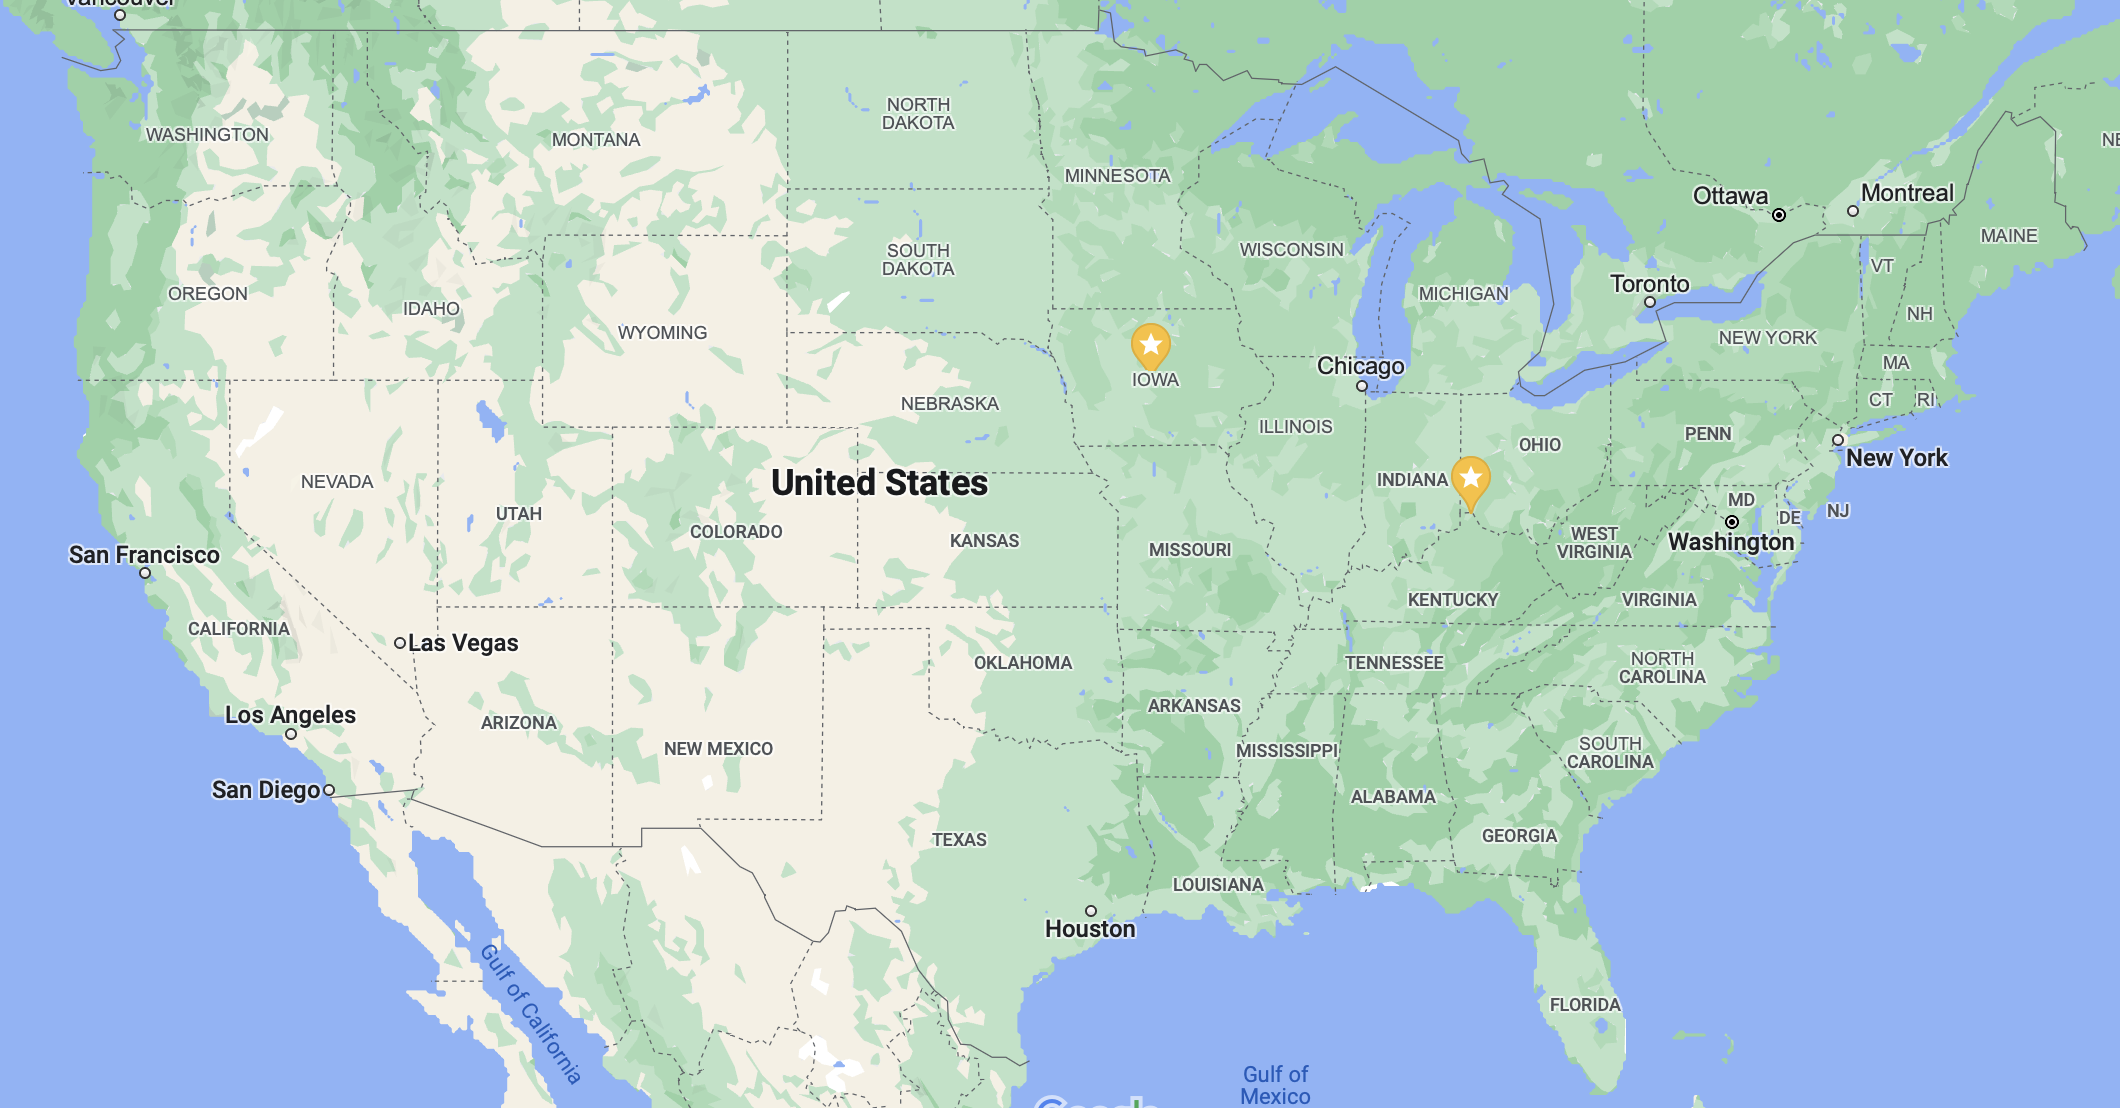 Vancouver
NORTH
DAKOTA
WASHINGTON
MONTANA
MINNESOTA
Ottawa
Montreal
MAINE
WISCONSIN
SOUTH
DAKOTA
VT
Toronto
OREGON
IDAHO
MICHIGAN
NH
WYOMING
NEW YORK
MA
Chicago
IOWA
NEBRASKA
CT
RI
ILLINOIS
OHIO
PENN
New York
United States
NEVADA
INDIANA
MD
NJ
DE
UTAH
COLORADO
KANSAS
MISSOURI
WEST
VIRGINIA
Washington
San Francisco
KENTUCKY
VIRGINIA
CALIFORNIA
Las Vegas
OKLAHOMA
TENNESSEE
NORTH
CAROLINA
Los Angeles
ARIZONA
NEW MEXICO
ARKANSAS
MISSISSIPPI
SOUTH
CAROLINA
San Diego
ALABAMA
TEXAS
GEORGIA
LOUISIANA
Houston
Gulf of California
FLORIDA
Gulf of
Mexico